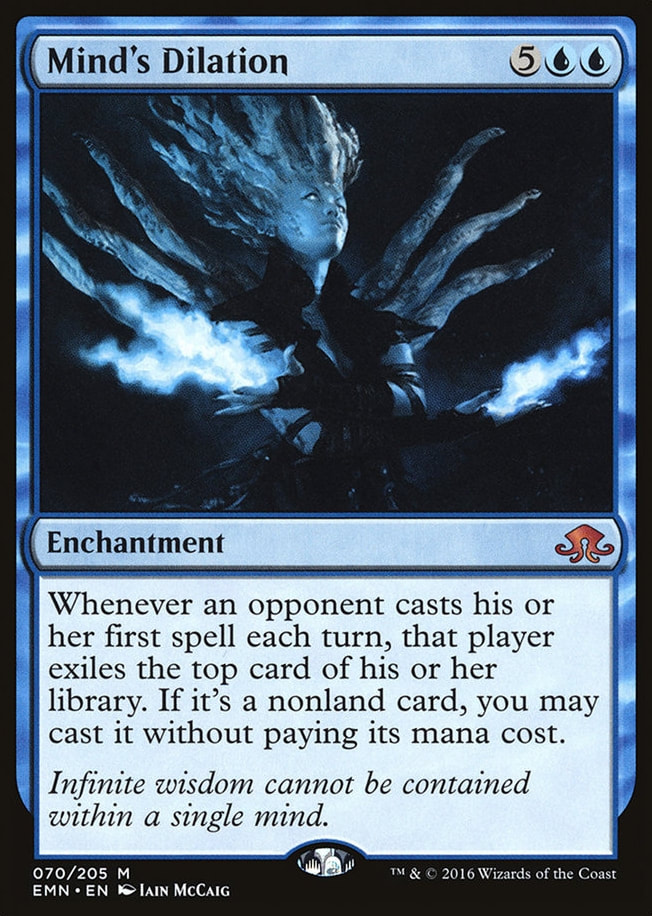 Mind's Dilation 5
Enchantment
Whenever an opponent casts his or
her first spell each turn, that player
exiles the top card of his or her
library. If it's a nonland card, you may
cast it without paying its mana cost.
Infinite wisdom cannot be contained
within a single mind.
070/205 M
EMN • EN Iain McCaig
™ & © 2016 Wizards of the Coast